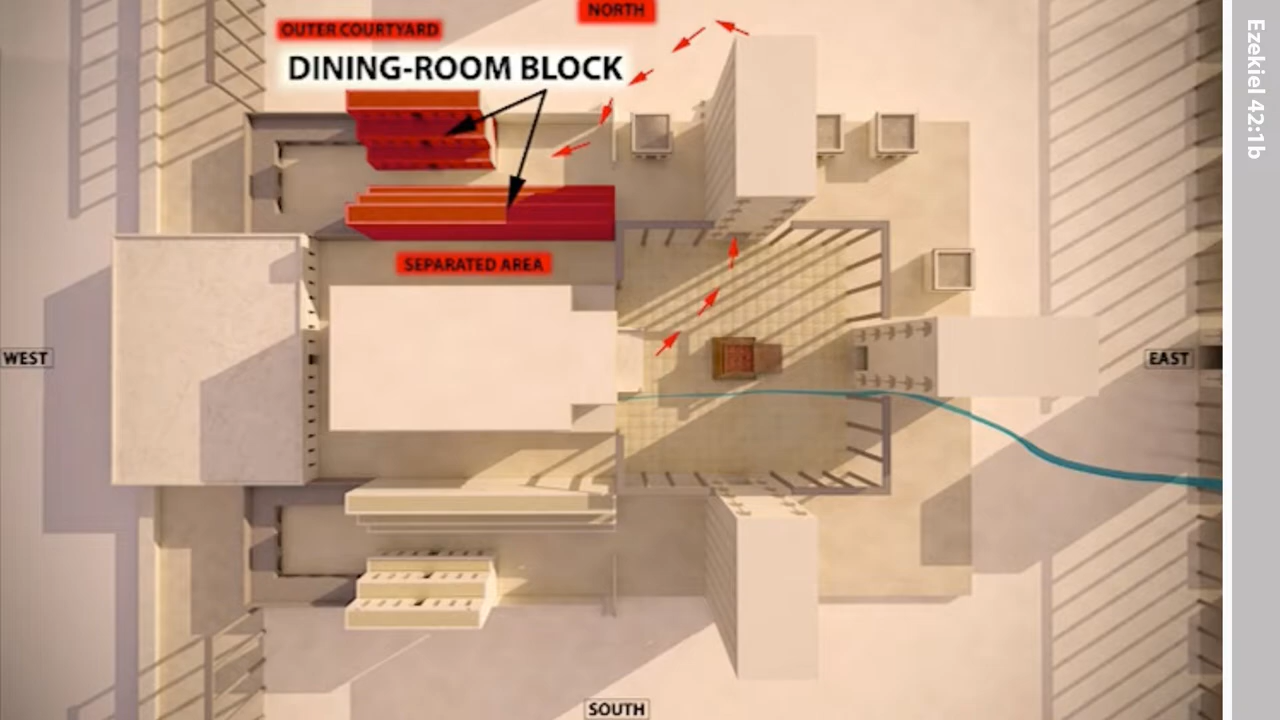 NORTH
OUTER COURTYARD
DINING-ROOM BLOCK
SEPARATED AREA
WEST
EAST
SOUTH
Ezekiel 42:1b